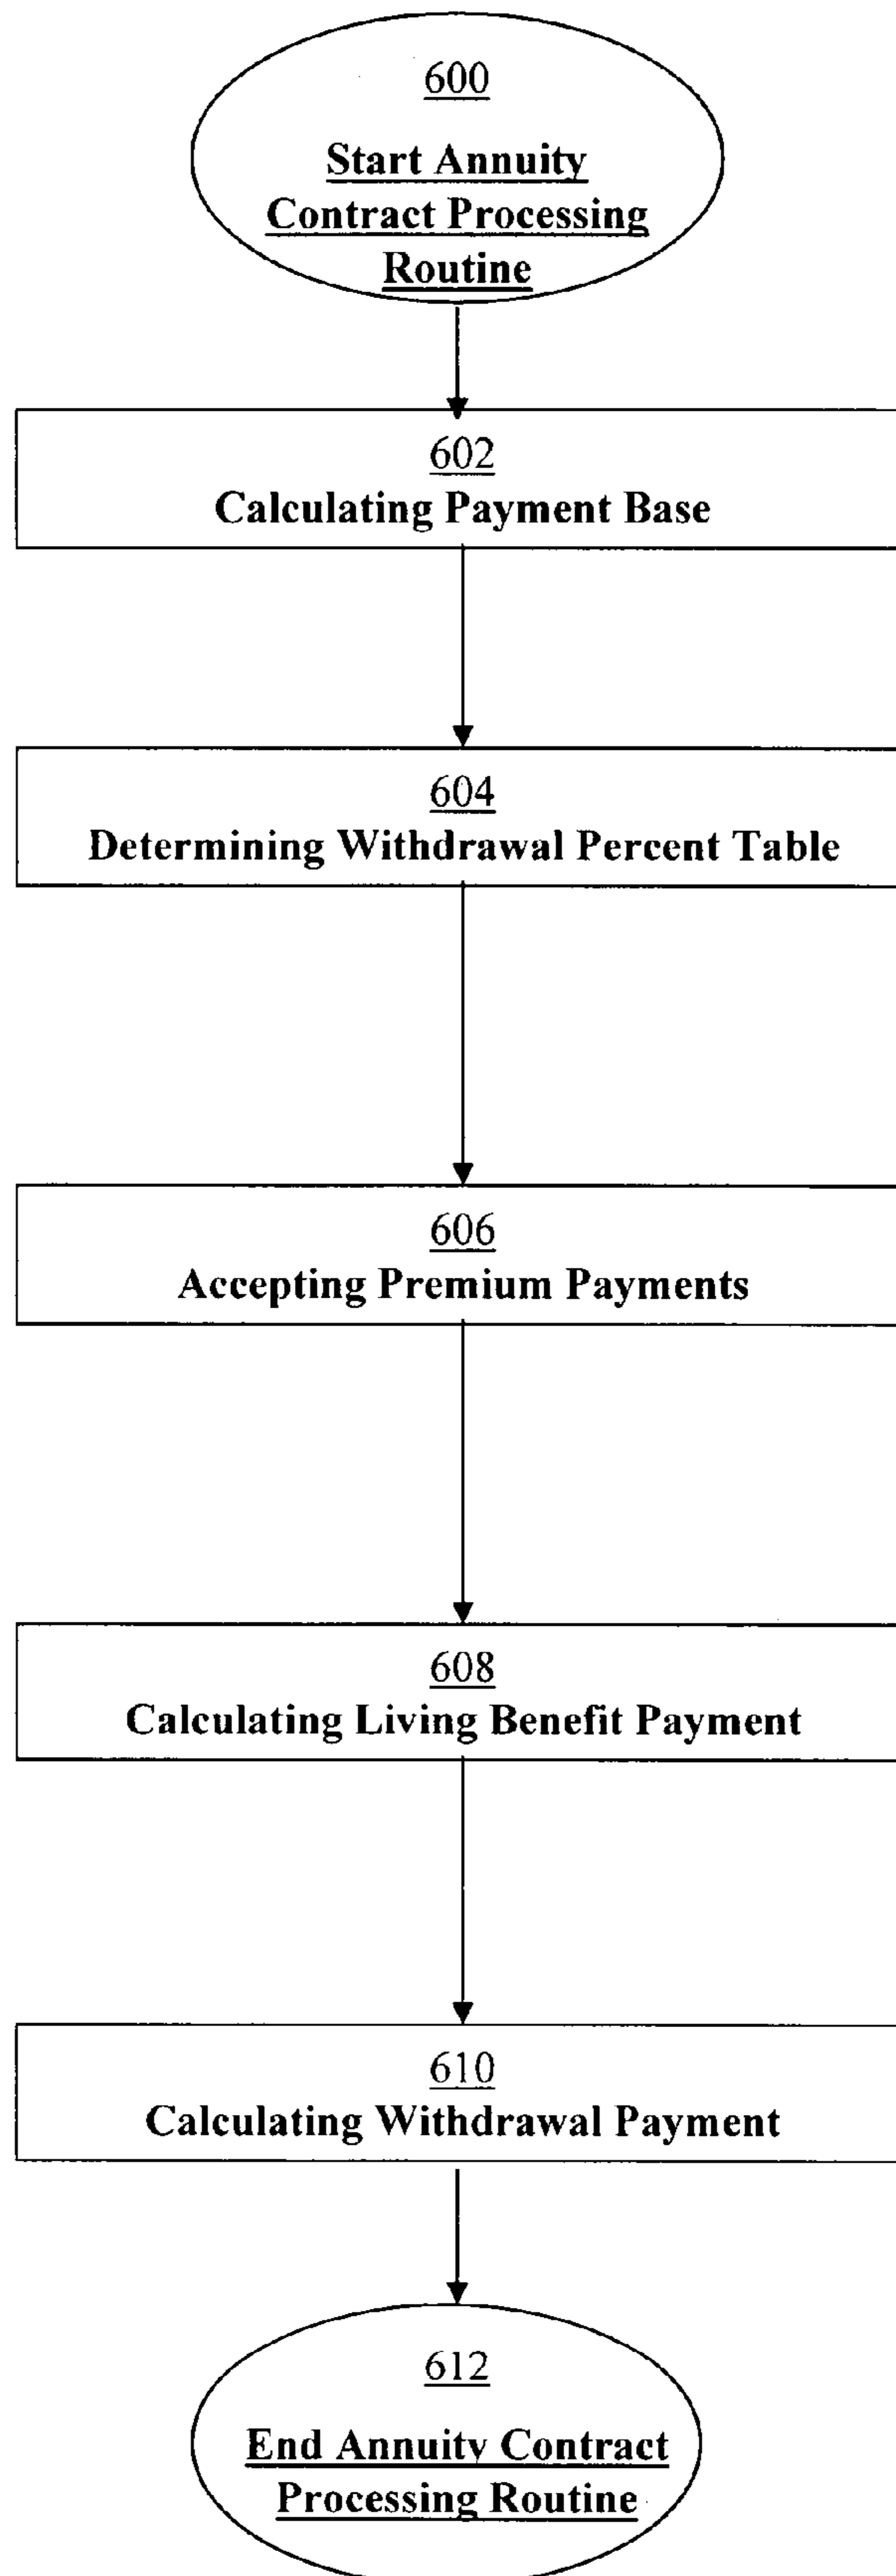 600
Start Annuity
Contract Processing
Routine
602
Calculating Payment Base
604
Determining Withdrawal Percent Table
606
Accepting Premium Payments
608
Calculating Living Benefit Payment
610
Calculating Withdrawal Payment
612
End Annuity Contract
Processing Routine